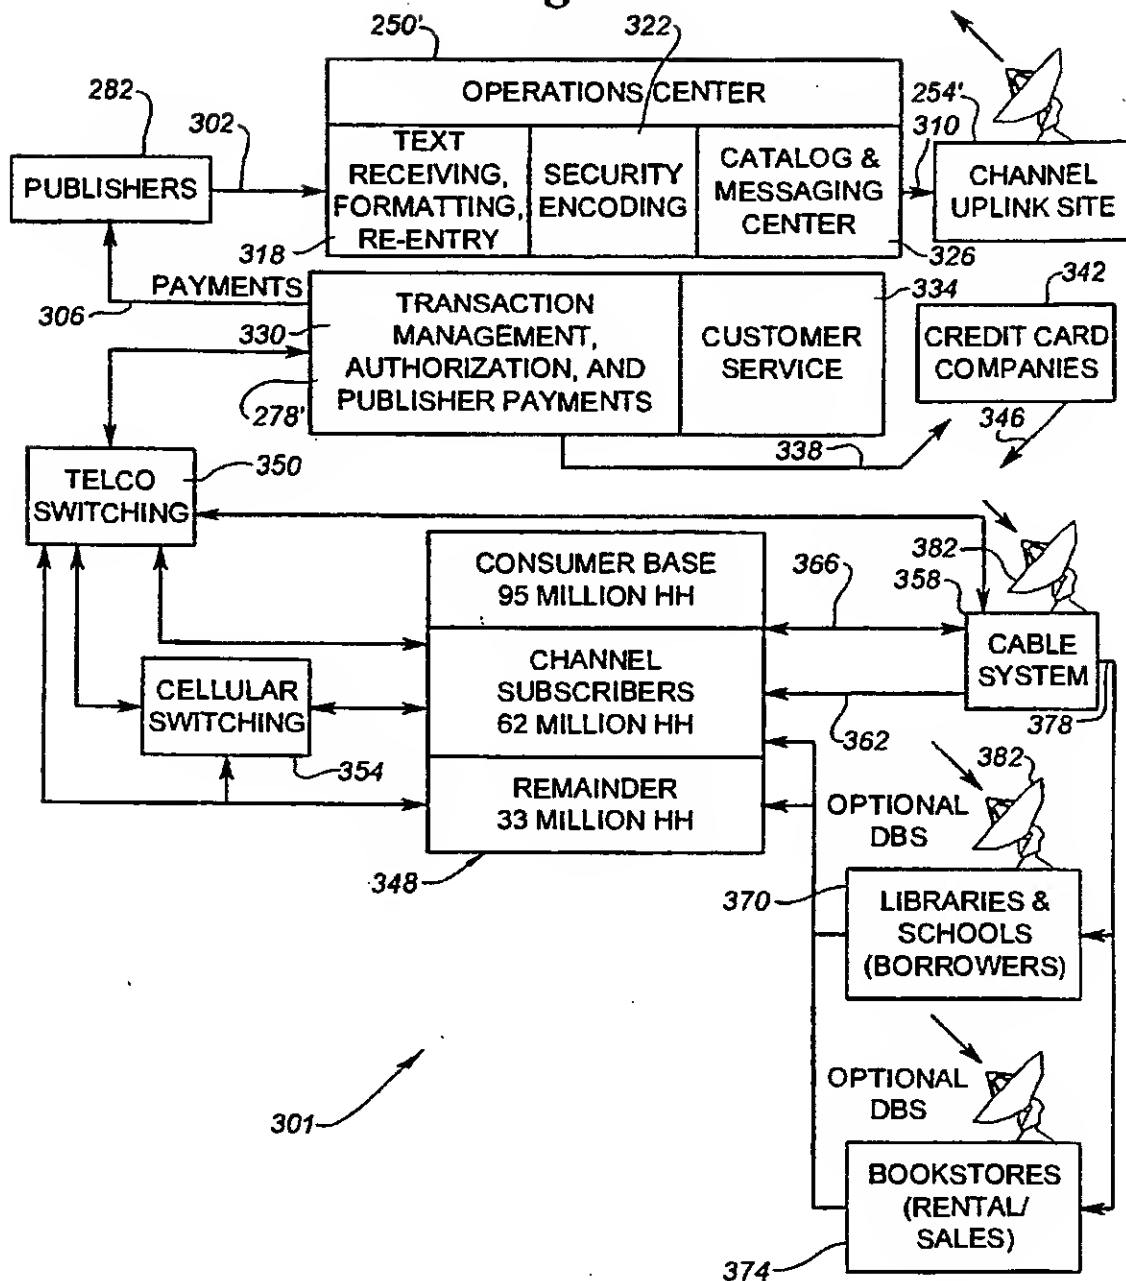 250'
322
282
302
OPERATIONS CENTER
254'
310
PUBLISHERS
TEXT
RECEIVING,
FORMATTING,
RE-ENTRY
318
SECURITY
ENCODING
CATALOG &
MESSAGING
CENTER
326
CHANNEL
UPLINK SITE
PAYMENTS
306
330
TRANSACTION
MANAGEMENT,
AUTHORIZATION, AND
PUBLISHER PAYMENTS
278'
334
CUSTOMER
SERVICE
342
CREDIT CARD
COMPANIES
346
338
TELCO
SWITCHING
350
CONSUMER BASE
95 MILLION HH
366
382
358
CHANNEL
SUBSCRIBERS
62 MILLION HH
CABLE
SYSTEM
378
CELLULAR
SWITCHING
354
362
REMAINDER
33 MILLION HH
348
382
OPTIONAL
DBS
370
LIBRARIES &
SCHOOLS
(BORROWERS)
301
OPTIONAL
DBS
BOOKSTORES
(RENTAL/
SALES)
374